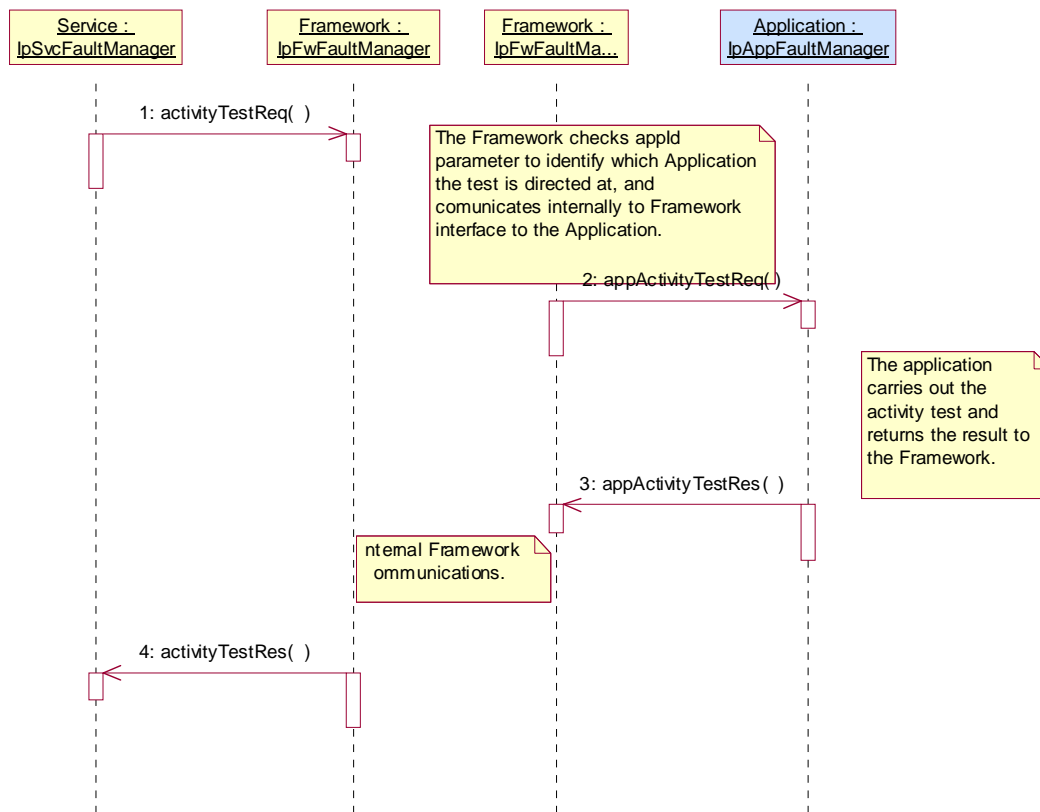 Service :
IpSvcFaultManager
Framework :
IpFwFaultManager
Framework :
IpFwFaultMa...
Application :
IpAppFaultManager
1: activityTestReq( )
The Framework checks appId
parameter to identify which Application
the test is directed at, and
comunicates internally to Framework
interface to the Application.
2: appActivityTestReq( )
The application
carries out the
activity test and
returns the result to
the Framework.
3: appActivityTestRes( )
nternal Framework
ommunications.
4: activityTestRes( )